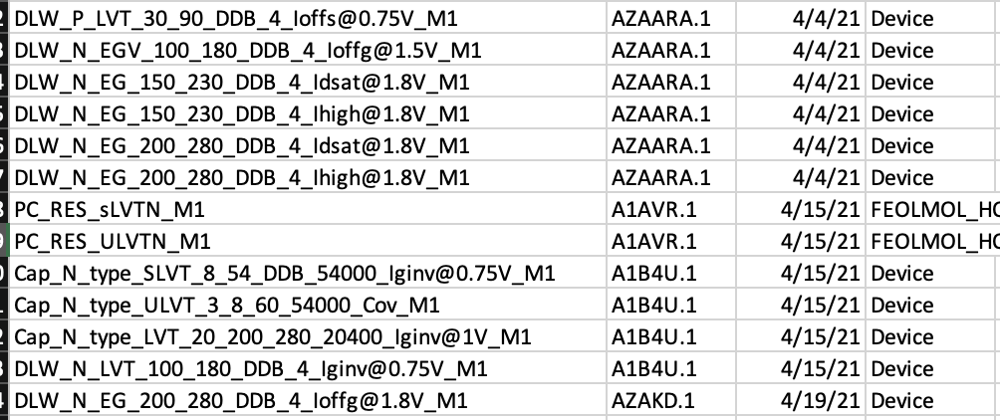 DLW_P_LVT_30_90_DDB_4_Ioffs@0.75V_M1 AZAARA.1 4/4/21 Device
DLW_N_EGV_100_180_DDB_4_Ioffg@1.5V_M1 AZAARA.1 4/4/21 Device
DLW_N_EG_150_230_DDB_4_Idsat@1.8V_M1 AZAARA.1 4/4/21 Device
DLW_N_EG_150_230_DDB_4_Ihigh@1.8V_M1 AZAARA.1 4/4/21 Device
DLW_N_EG_200_280_DDB_4_Idsat@1.8V_M1 AZAARA.1 4/4/21 Device
DLW_N_EG_200_280_DDB_4_Ihigh@1.8V_M1 AZAARA.1 4/4/21 Device
PC_RES_sLVTN_M1 A1AVR.1 4/15/21 FEOLMOL_HO
PC_RES_ULVTN_M1 A1AVR.1 4/15/21 FEOLMOL_HO
Cap_N_type_SLVT_8_54_DDB_54000_Iginv@0.75V_M1 A1B4U.1 4/15/21 Device
Cap_N_type_ULVT_3_8_60_54000_Cov_M1 A1B4U.1 4/15/21 Device
Cap_N_type_LVT_20_200_280_20400_Iginv@1V_M1 A1B4U.1 4/15/21 Device
DLW_N_LVT_100_180_DDB_4_Iginv@0.75V_M1 A1B4U.1 4/15/21 Device
DLW_N_EG_200_280_DDB_4_Ioffg@1.8V_M1 AZAKD.1 4/19/21 Device